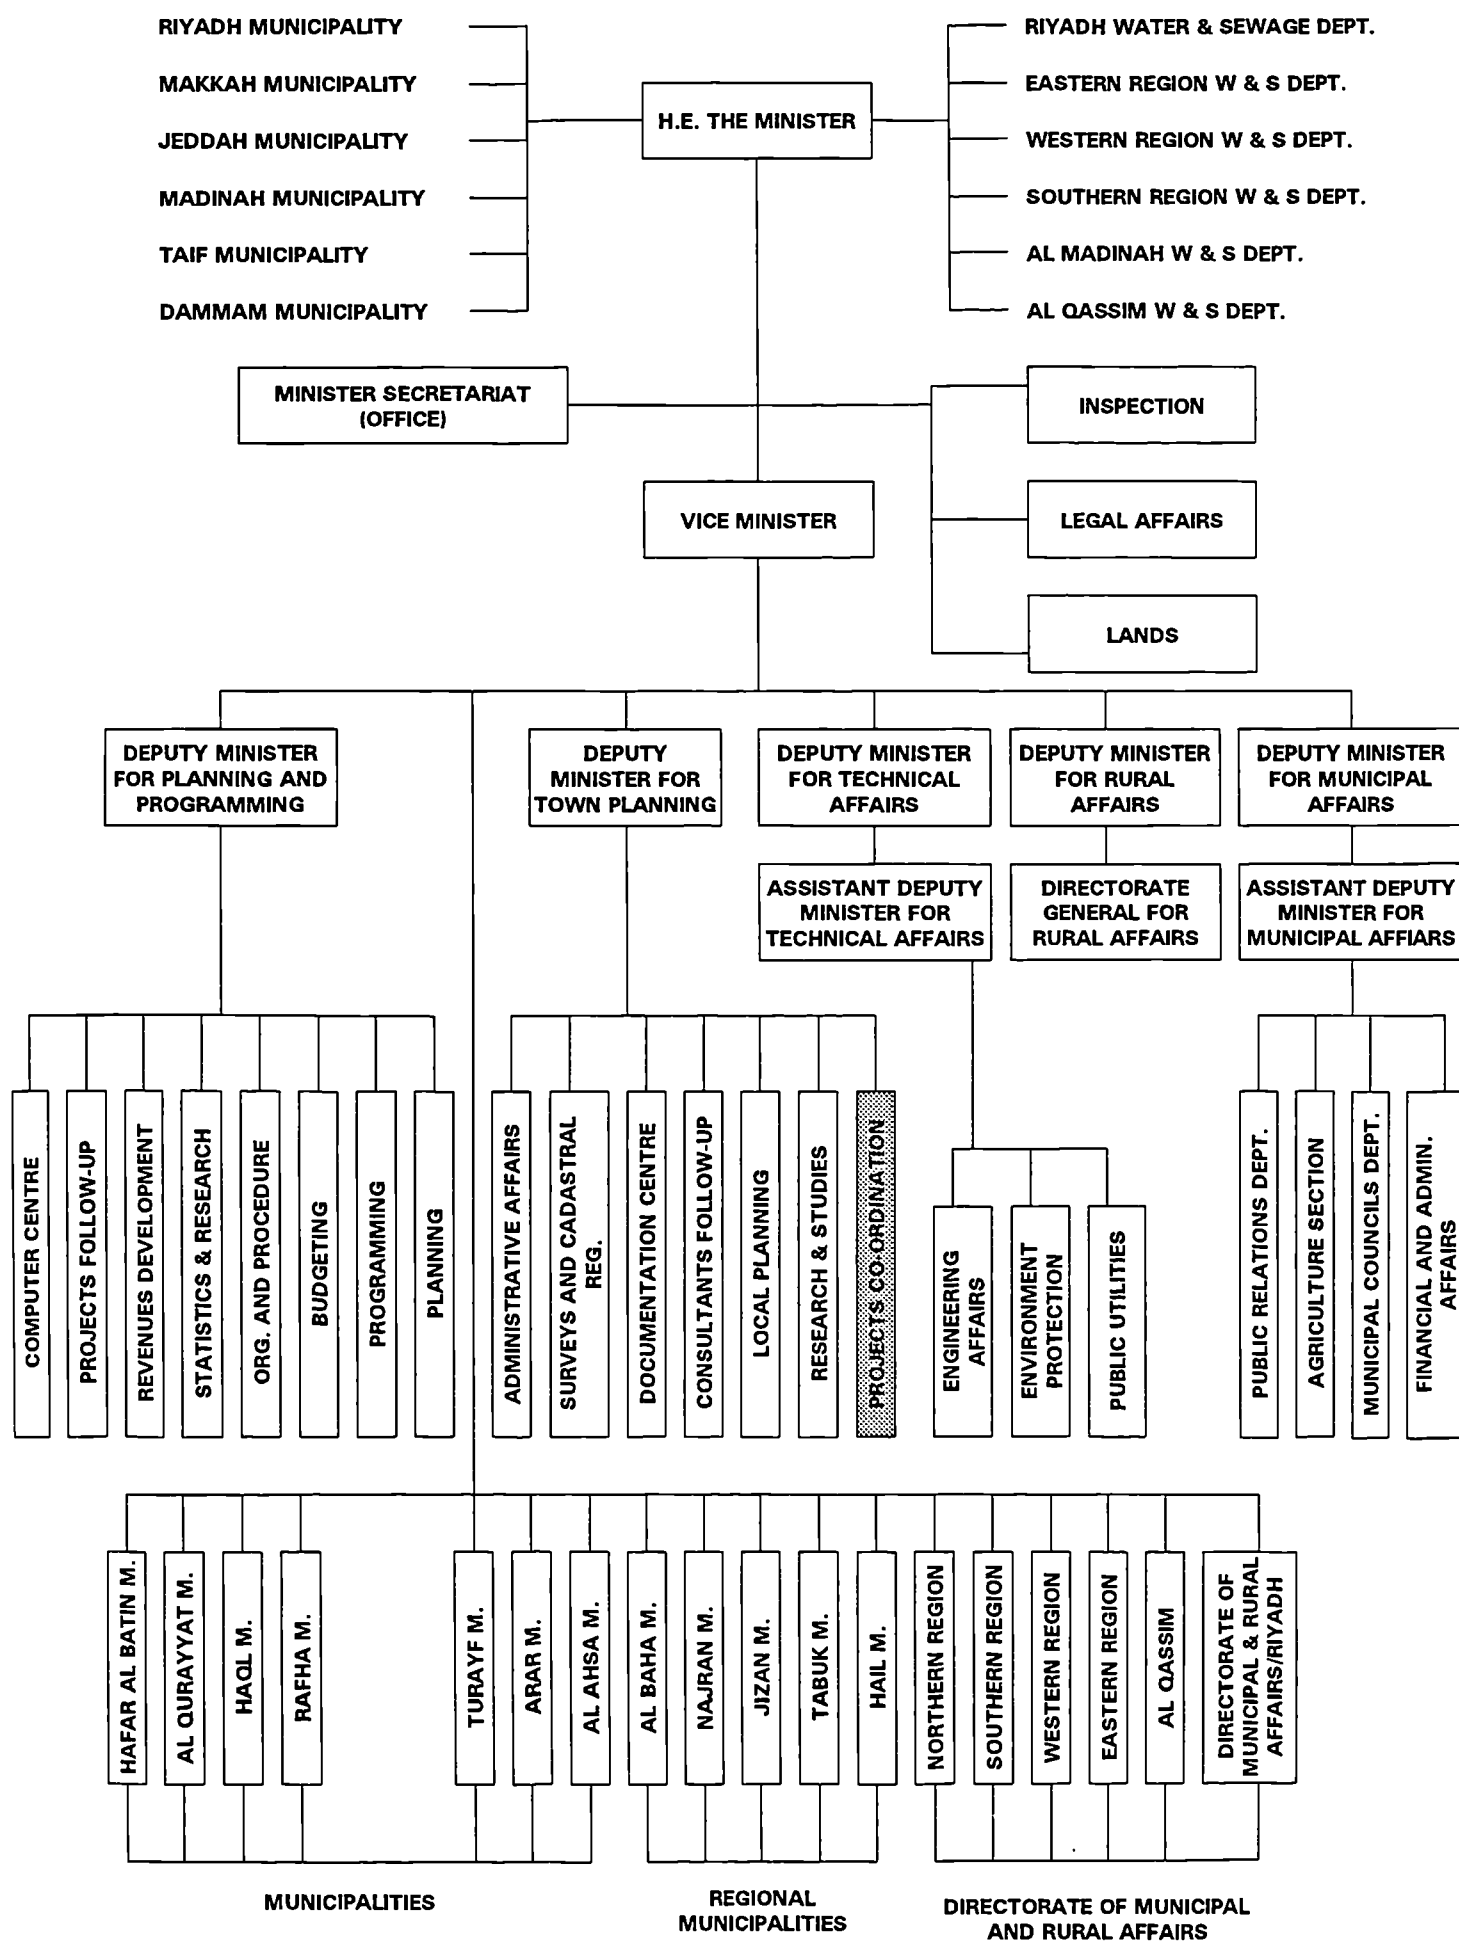 RIYADH MUNICIPALITY
MAKKAH MUNICIPALITY
JEDDAH MUNICIPALITY
MADINAH MUNICIPALITY
TAIF MUNICIPALITY
DAMMAM MUNICIPALITY
H.E. THE MINISTER
RIYADH WATER & SEWAGE DEPT.
EASTERN REGION W & S DEPT.
WESTERN REGION W & S DEPT.
SOUTHERN REGION W & S DEPT.
AL MADINAH W & S DEPT.
AL QASSIM W & S DEPT.
MINISTER SECRETARIAT
(OFFICE)
INSPECTION
VICE MINISTER
LEGAL AFFAIRS
LANDS
DEPUTY MINISTER
FOR PLANNING AND
PROGRAMMING
DEPUTY
MINISTER FOR
TOWN PLANNING
DEPUTY MINISTER
FOR TECHNICAL
AFFAIRS
DEPUTY MINISTER
FOR RURAL
AFFAIRS
DEPUTY MINISTER
FOR MUNICIPAL
AFFAIRS
ASSISTANT DEPUTY
MINISTER FOR
TECHNICAL AFFAIRS
DIRECTORATE
GENERAL FOR
RURAL AFFAIRS
ASSISTANT DEPUTY
MINISTER FOR
MUNICIPAL AFFIARS
COMPUTER CENTRE
PROJECTS FOLLOW-UP
REVENUES DEVELOPMENT
STATISTICS & RESEARCH
ORG. AND PROCEDURE
BUDGETING
PROGRAMMING
PLANNING
ADMINISTRATIVE AFFAIRS
SURVEYS AND CADASTRAL
REG.
DOCUMENTATION CENTRE
CONSULTANTS FOLLOW-UP
LOCAL PLANNING
RESEARCH & STUDIES
PROJECTS CO-ORDINATION
ENGINEERING
AFFAIRS
ENVIRONMENT
PROTECTION
PUBLIC UTILITIES
PUBLIC RELATIONS DEPT.
AGRICULTURE SECTION
MUNICIPAL COUNCILS DEPT.
FINANCIAL AND ADMIN.
AFFAIRS
HAFAR AL BATIN M.
AL QURAYYAT M.
HAQL M.
RAFHA M.
TURAYF M.
ARAR M.
AL AHSA M.
AL BAHA M.
NAJRAN M.
JIZAN M.
TABUK M.
HAIL M.
NORTHERN REGION
SOUTHERN REGION
WESTERN REGION
EASTERN REGION
AL QASSIM
DIRECTORATE OF
MUNICIPAL & RURAL
AFFAIRS/RIYADH
MUNICIPALITIES
REGIONAL
MUNICIPALITIES
DIRECTORATE OF MUNICIPAL
AND RURAL AFFAIRS